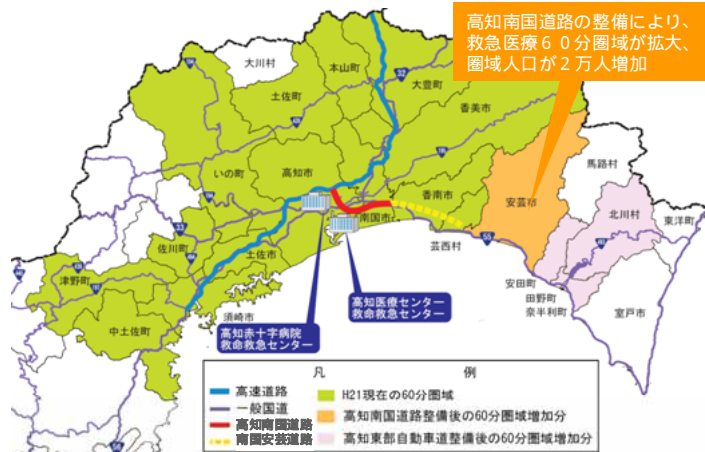 高知南国道路の整備により、
救急医療６０分圏域が拡大、
圏域人口が２万人増加
大川村
本山町
32
土佐町
大豊町
香美市
いの町
高知市
馬路村
香南市
安芸市
南国市
北川村
東洋町
33
佐川町
芸西村
55
土佐市
津野町
安田町
田野町
奈半利町
室戸市
須崎市
中土佐町
高知医療センター
救命救急センター
高知赤十字病院
救命救急センター
56
凡 例
高速道路
H21現在の60分圏域
一般国道
高知南国道路整備後の60分圏域増加分
高知南国道路
南国安芸道路
高知東部自動車道整備後の60分圏域増加分